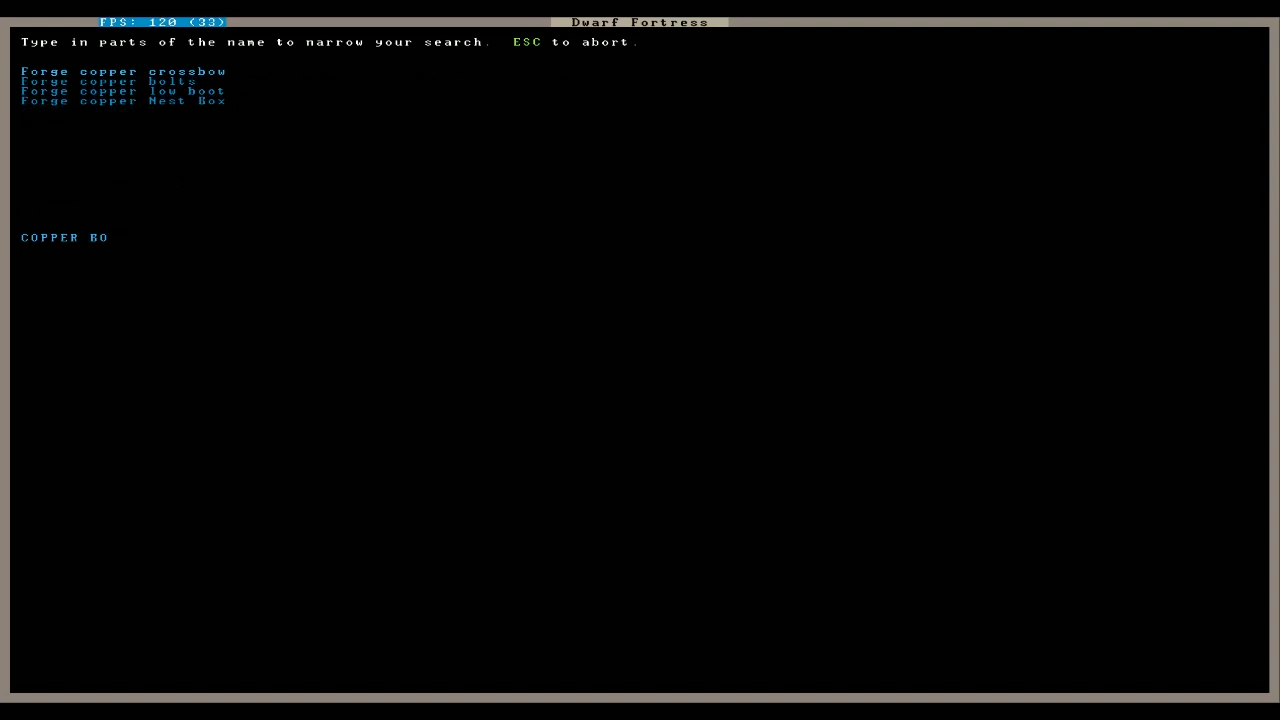 FPS: 120 (33)
Dwarf Fortress
Type in parts of the name to narrow your search. ESC to abort.
Forge copper crossbow
Forge copper bolts
Forge copper low boot
Forge copper Nest Box
COPPER BO